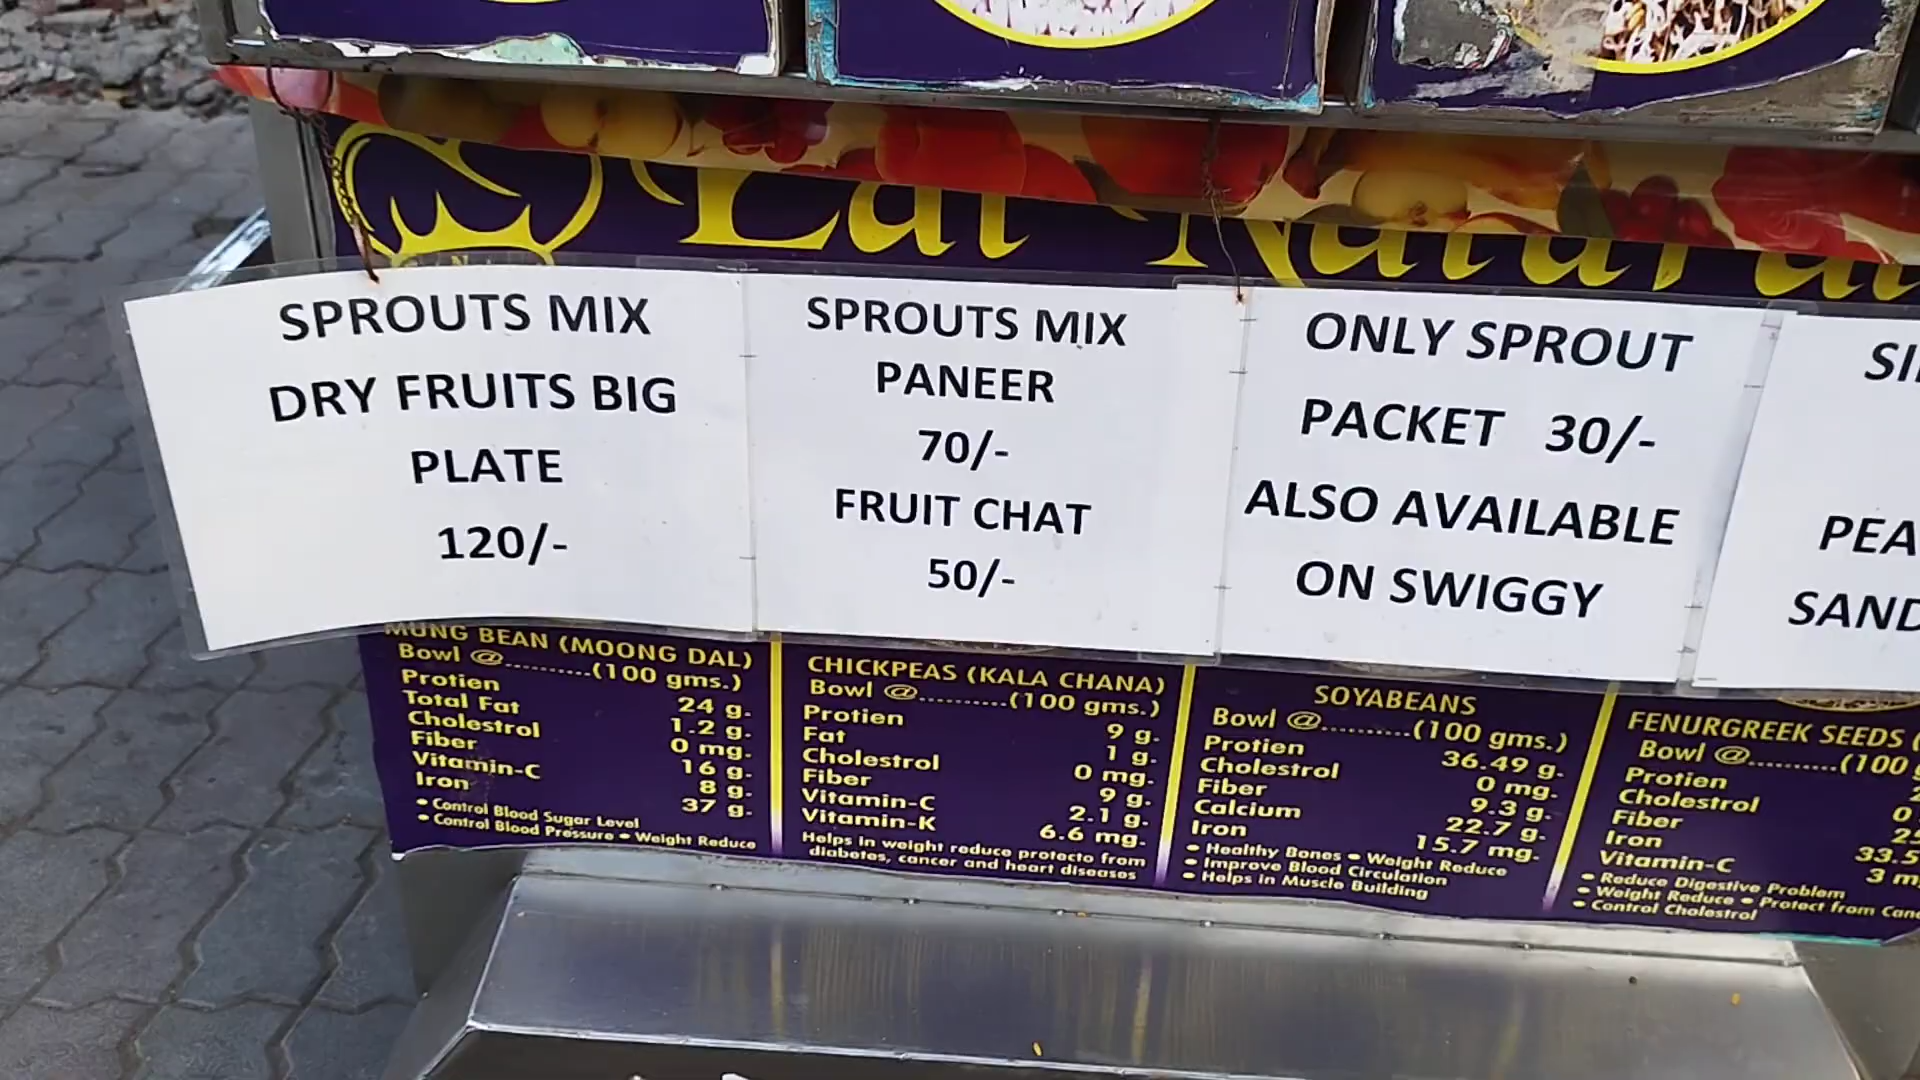 Eat Natural
SPROUTS MIX
DRY FRUITS BIG
PLATE
120/-
SPROUTS MIX
PANEER
70/-
FRUIT CHAT
50/-
ONLY SPROUT
PACKET 30/-
ALSO AVAILABLE
ON SWIGGY
MUNG BEAN (MOONG DAL)
Bowl @..........(100 gms.)
Protien 24 g.
Total Fat 1.2 g.
Cholestrol 0 mg.
Fiber 16 g.
Vitamin-C 8 g.
Iron 37 g.
• Control Blood Sugar Level
• Control Blood Pressure • Weight Reduce
CHICKPEAS (KALA CHANA)
Bowl @..........(100 gms.)
Protien 9 g.
Fat 1 g.
Cholestrol 0 mg.
Fiber 9 g.
Vitamin-C 2.1 g.
Vitamin-K 6.6 mg.
Helps in weight reduce protecto from
diabetes, cancer and heart diseases
SOYABEANS
Bowl @..........(100 gms.)
Protien 36.49 g.
Cholestrol 0 mg.
Fiber 9.3 g.
Calcium 22.7 g.
Iron 15.7 mg.
• Healthy Bones • Weight Reduce
• Improve Blood Circulation
• Helps in Muscle Building
FENURGREEK SEEDS (
Bowl @..........(100
Protien
Cholestrol 0
Fiber
Iron 33.5
Vitamin-C 3 m
• Reduce Digestive Problem
• Weight Reduce • Protect from Canc
• Control Cholestrol
PEA
SAND